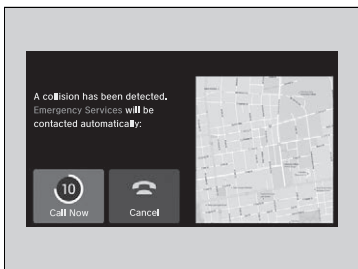 A collision has been detected.
Emergency Services will be
contacted automatically:
10
Call Now
Cancel